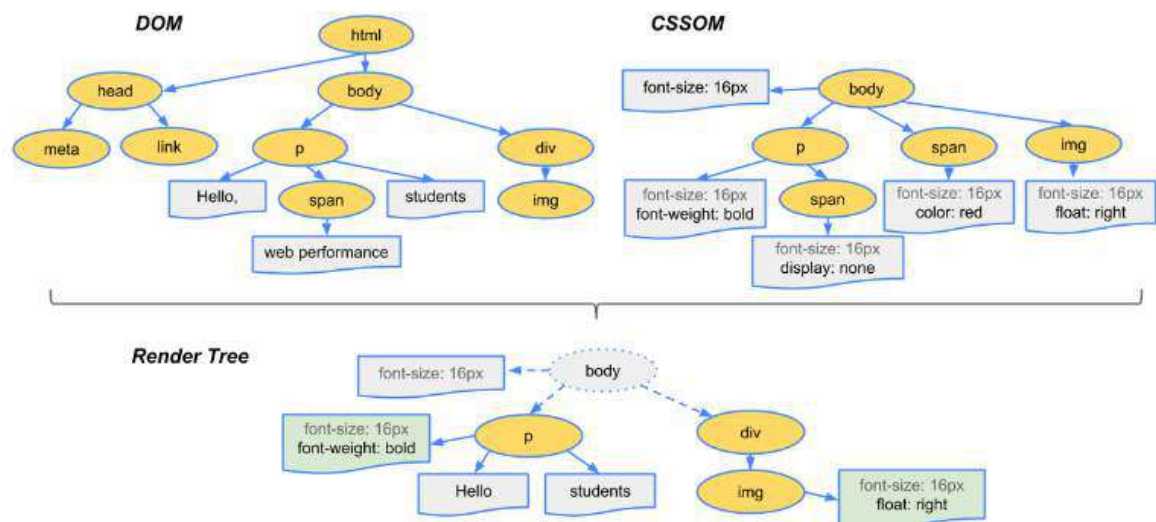 DOM
html
head
body
meta
link
p
div
Hello,
span
students
img
web performance
CSSOM
font-size: 16px
body
p
span
img
font-size: 16px
font-weight: bold
span
font-size: 16px
color: red
font-size: 16px
float: right
font-size: 16px
display: none
Render Tree
font-size: 16px
body
font-size: 16px
font-weight: bold
p
div
Hello
students
img
font-size: 16px
float: right